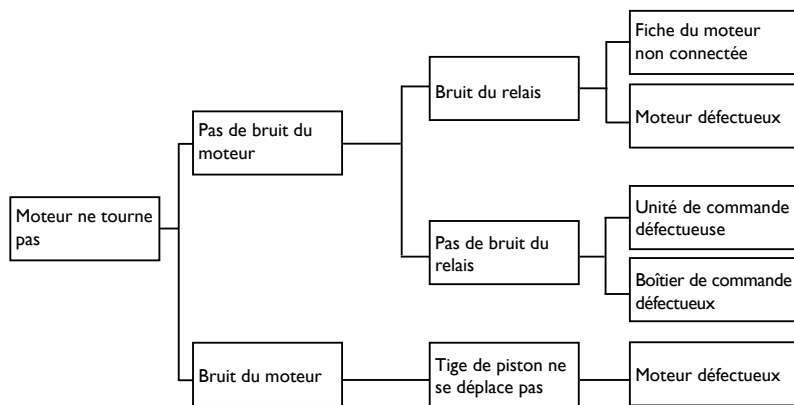 Moteur ne tourne
pas
Pas de bruit du
moteur
Bruit du relais
Fiche du moteur
non connectée
Moteur défectueux
Pas de bruit du
relais
Unité de commande
défectueuse
Boîtier de commande
défectueux
Bruit du moteur
Tige de piston ne
se déplace pas
Moteur défectueux